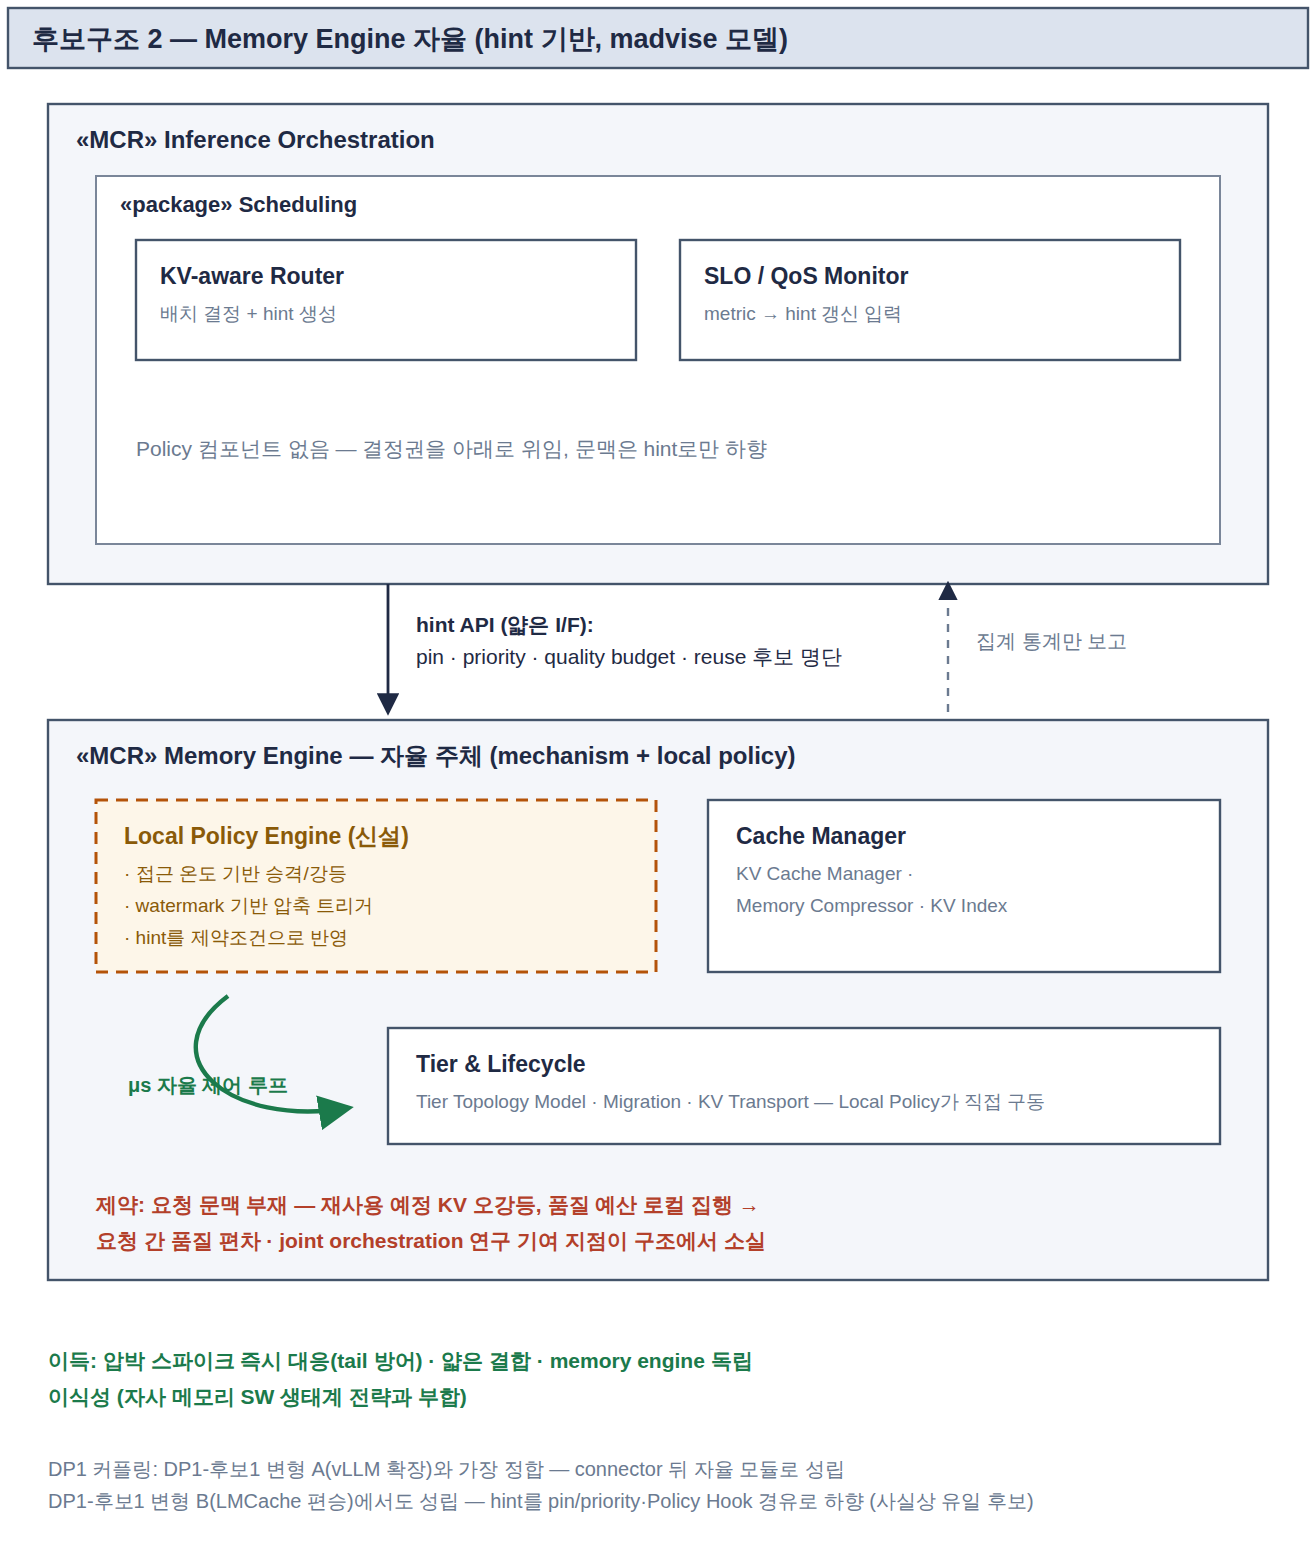 후보구조 2 — Memory Engine 자율 (hint 기반, madvise 모델)
«MCR» Inference Orchestration
«package» Scheduling
KV-aware Router
배치 결정 + hint 생성
SLO / QoS Monitor
metric → hint 갱신 입력
Policy 컴포넌트 없음 — 결정권을 아래로 위임, 문맥은 hint로만 하향
hint API (얇은 I/F):
pin · priority · quality budget · reuse 후보 명단
집계 통계만 보고
«MCR» Memory Engine — 자율 주체 (mechanism + local policy)
Local Policy Engine (신설)
· 접근 온도 기반 승격/강등
· watermark 기반 압축 트리거
· hint를 제약조건으로 반영
Cache Manager
KV Cache Manager ·
Memory Compressor · KV Index
μs 자율 제어 루프
Tier & Lifecycle
Tier Topology Model · Migration · KV Transport — Local Policy가 직접 구동
제약: 요청 문맥 부재 — 재사용 예정 KV 오강등, 품질 예산 로컬 집행 →
요청 간 품질 편차 · joint orchestration 연구 기여 지점이 구조에서 소실
이득: 압박 스파이크 즉시 대응(tail 방어) · 얇은 결합 · memory engine 독립
이식성 (자사 메모리 SW 생태계 전략과 부합)
DP1 커플링: DP1-후보1 변형 A(vLLM 확장)와 가장 정합 — connector 뒤 자율 모듈로 성립
DP1-후보1 변형 B(LMCache 편승)에서도 성립 — hint를 pin/priority·Policy Hook 경유로 하향 (사실상 유일 후보)